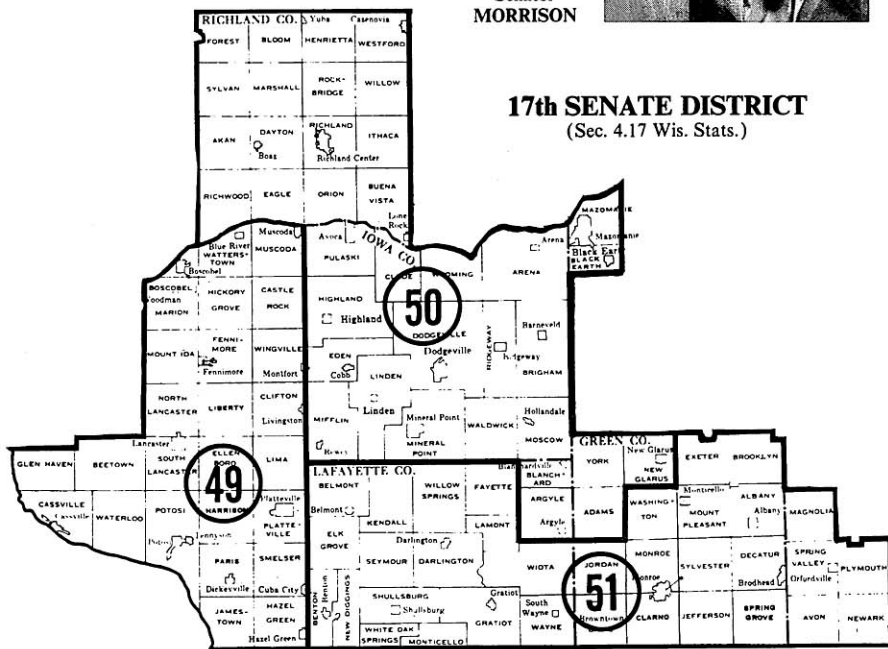 MORRISON
17th SENATE DISTRICT
(Sec. 4.17 Wis. Stats.)
RICHLAND CO.
Yuba
Cazenovia
FOREST
BLOOM
HENRIETTA
WESTFORD
SYLVAN
MARSHALL
ROCK-
BRIDGE
WILLOW
AKAN
DAYTON
RICHLAND
ITHACA
Boaz
Richland Center
RICHWOOD
EAGLE
ORION
BUENA
VISTA
Lone
Rock
Muscoda
Avoca
IOWA CO
Arena
MAZOMANIE
Mazomanie
Black Earth
BLACK
EARTH
Blue River
WATTERS-
TOWN
MUSCODA
PULASKI
CLYDE
WYOMING
ARENA
Boscobel
BOSCOBEL
Woodman
MARION
HICKORY
GROVE
CASTLE
ROCK
HIGHLAND
Highland
50
DODGEVILLE
Dodgeville
RIDGEWAY
Ridgeway
Barneveld
BRIGHAM
MOUNT IDA
FENNI-
MORE
Fennimore
WINGVILLE
Montfort
EDEN
Cobb
LINDEN
Linden
NORTH
LANCASTER
LIBERTY
CLIFTON
Livingston
MIFFLIN
Rewey
Mineral Point
MINERAL
POINT
WALDWICK
Hollandale
MOSCOW
Lancaster
GLEN HAVEN
BEETOWN
SOUTH
LANCASTER
ELLEN
BORO
LIMA
49
LAFAYETTE CO.
BELMONT
Belmont
WILLOW
SPRINGS
FAYETTE
Blanchardville
BLANCH-
ARD
GREEN CO.
YORK
New Glarus
NEW
GLARUS
EXETER
BROOKLYN
CASSVILLE
Cassville
WATERLOO
POTOSI
Potosi
Tennyson
HARRISON
Platteville
PLATTE-
VILLE
ELK
GROVE
KENDALL
LAMONT
ARGYLE
Argyle
ADAMS
WASHING-
TON
Monticello
MOUNT
PLEASANT
ALBANY
Albany
MAGNOLIA
PARIS
Dickeyville
SMELSER
Cuba City
SEYMOUR
Darlington
DARLINGTON
WIOTA
JORDAN
51
MONROE
Monroe
SYLVESTER
DECATUR
Brodhead
SPRING
VALLEY
Orfordville
PLYMOUTH
JAMES-
TOWN
HAZEL
GREEN
Hazel Green
BENTON
Benton
NEW DIGGINGS
SHULLSBURG
Shullsburg
WHITE OAK
SPRINGS
MONTICELLO
Gratiot
GRATIOT
South
Wayne
WAYNE
Browntown
CLARNO
JEFFERSON
SPRING
GROVE
AVON
NEWARK